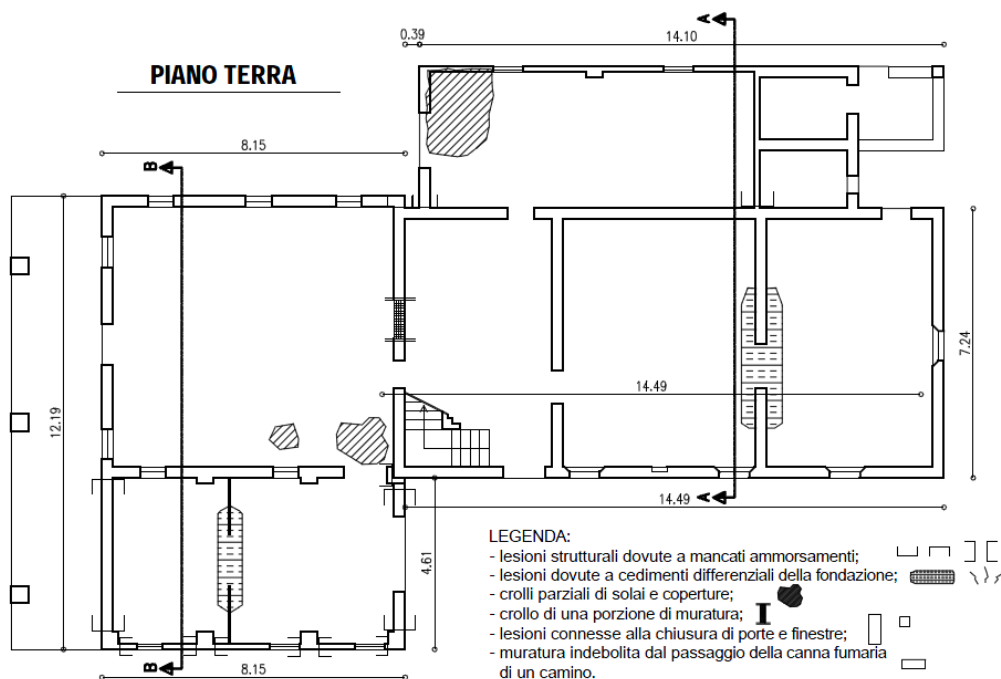 A
0.39
14.10
PIANO TERRA
8.15
B
12.19
7.24
14.49
A
14.49
4.61
LEGENDA:
- lesioni strutturali dovute a mancati ammorsamenti;
- lesioni dovute a cedimenti differenziali della fondazione;
- crolli parziali di solai e coperture;
- crollo di una porzione di muratura;
- lesioni connesse alla chiusura di porte e finestre;
- muratura indebolita dal passaggio della canna fumaria
di un camino.
B
8.15